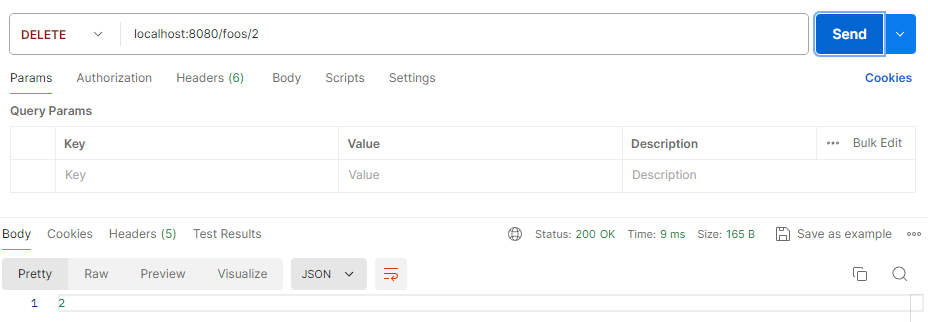 DELETE localhost:8080/foos/2 Send
Params Authorization Headers (6) Body Scripts Settings Cookies
Query Params
Key Value Description Bulk Edit
Key Value Description
Body Cookies Headers (5) Test Results Status: 200 OK Time: 9 ms Size: 165 B Save as example
Pretty Raw Preview Visualize JSON
1 2